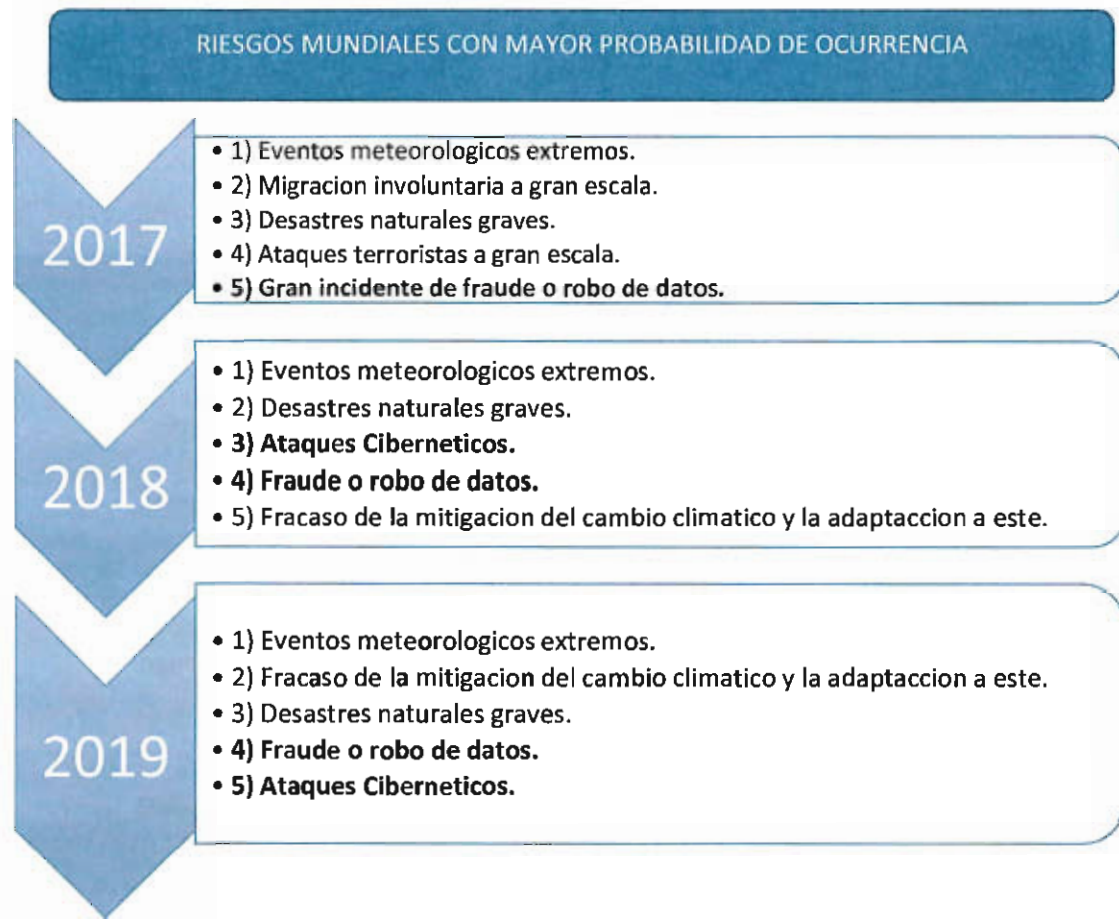 RIESGOS MUNDIALES CON MAYOR PROBABILIDAD DE OCURRENCIA
2017
• 1) Eventos meteorologicos extremos.
• 2) Migracion involuntaria a gran escala.
• 3) Desastres naturales graves.
• 4) Ataques terroristas a gran escala.
• 5) Gran incidente de fraude o robo de datos.
2018
• 1) Eventos meteorologicos extremos.
• 2) Desastres naturales graves.
• 3) Ataques Ciberneticos.
• 4) Fraude o robo de datos.
• 5) Fracaso de la mitigacion del cambio climatico y la adaptaccion a este.
2019
• 1) Eventos meteorologicos extremos.
• 2) Fracaso de la mitigacion del cambio climatico y la adaptaccion a este.
• 3) Desastres naturales graves.
• 4) Fraude o robo de datos.
• 5) Ataques Ciberneticos.